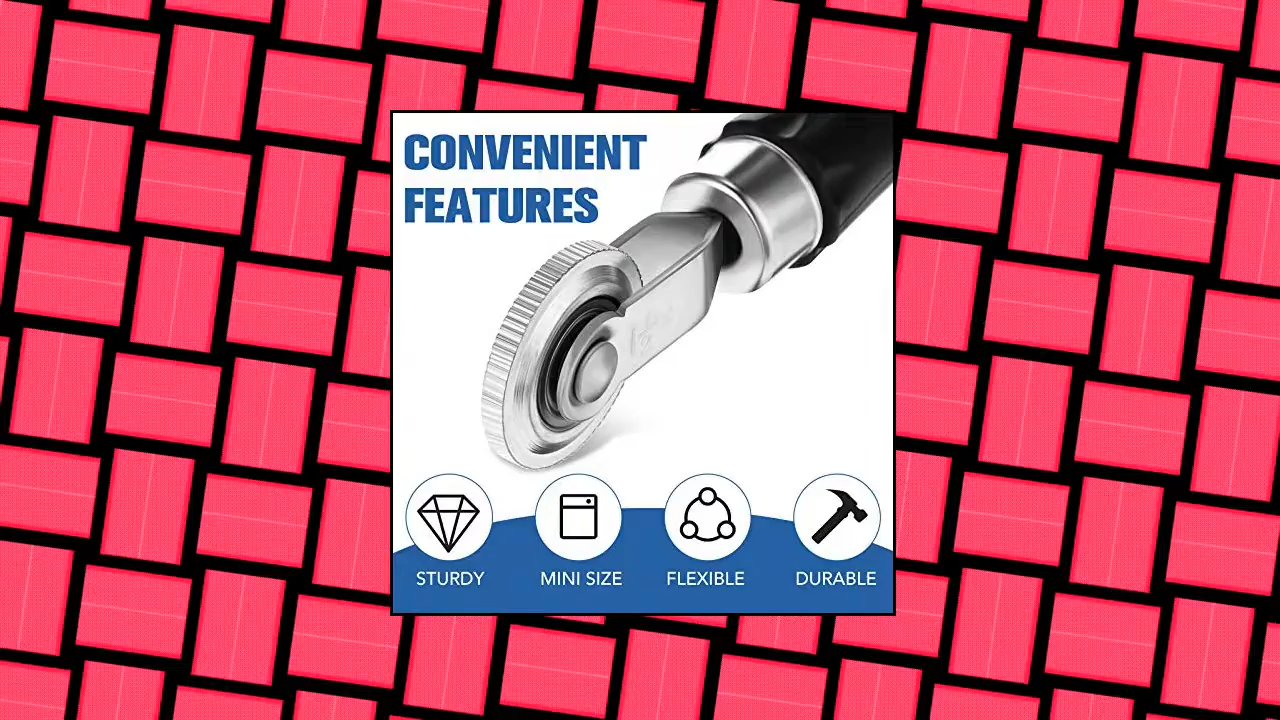 CONVENIENT
FEATURES
STURDY
MINI SIZE
FLEXIBLE
DURABLE